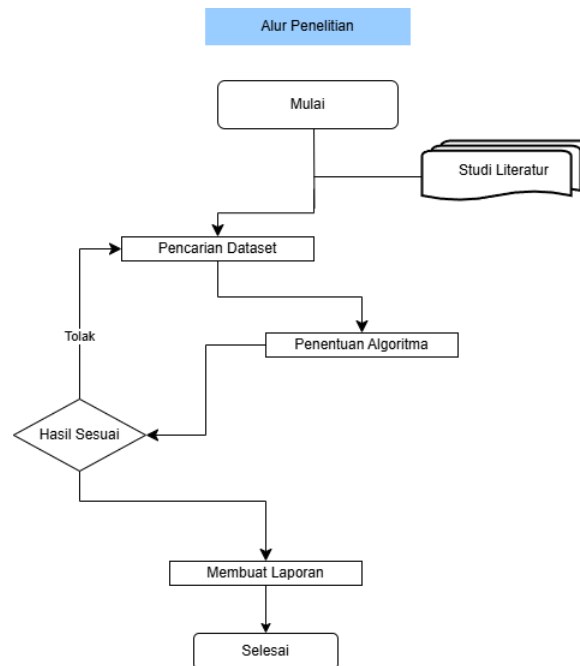 Alur Penelitian
Mulai
Studi Literatur
Pencarian Dataset
Tolak
Penentuan Algoritma
Hasil Sesuai
Membuat Laporan
Selesai